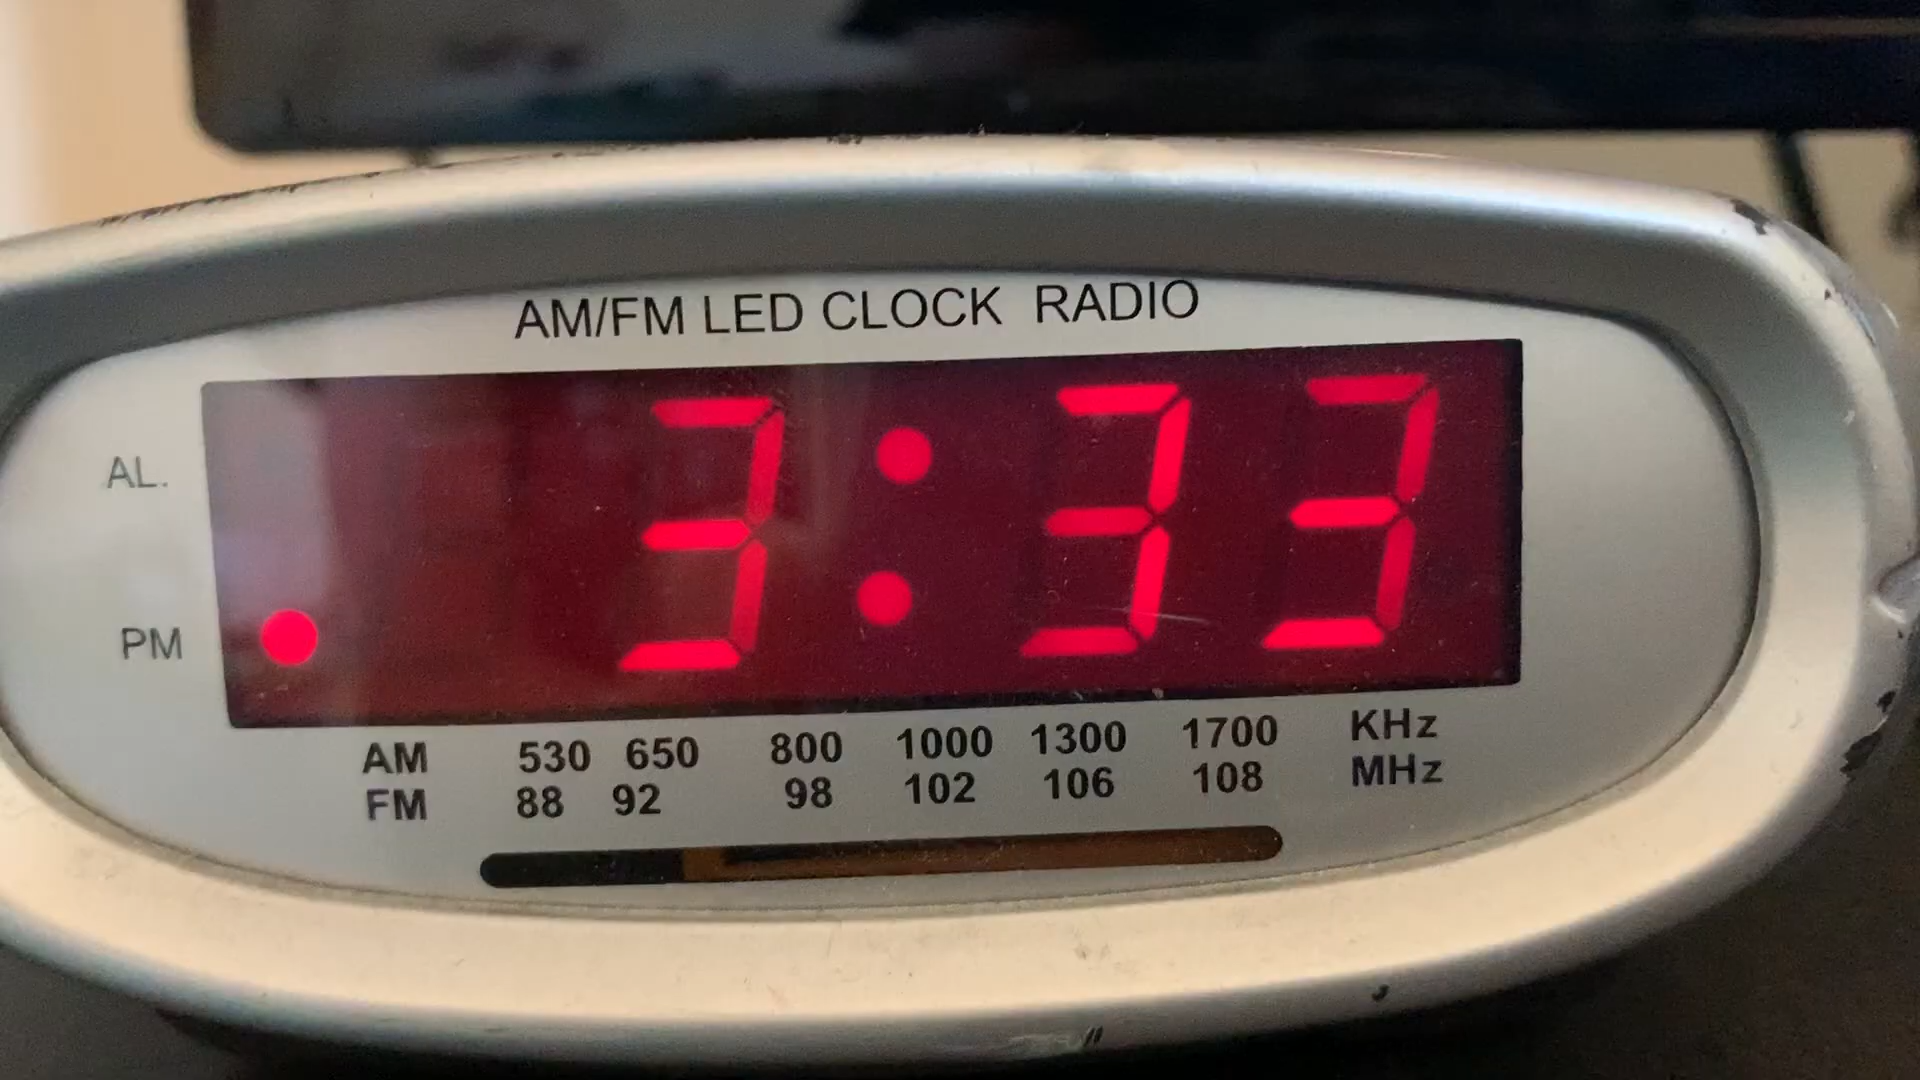 AM/FM LED CLOCK RADIO
AL.
3:33
PM
AM 530 650 800 1000 1300 1700 KHz
FM 88 92 98 102 106 108 MHz